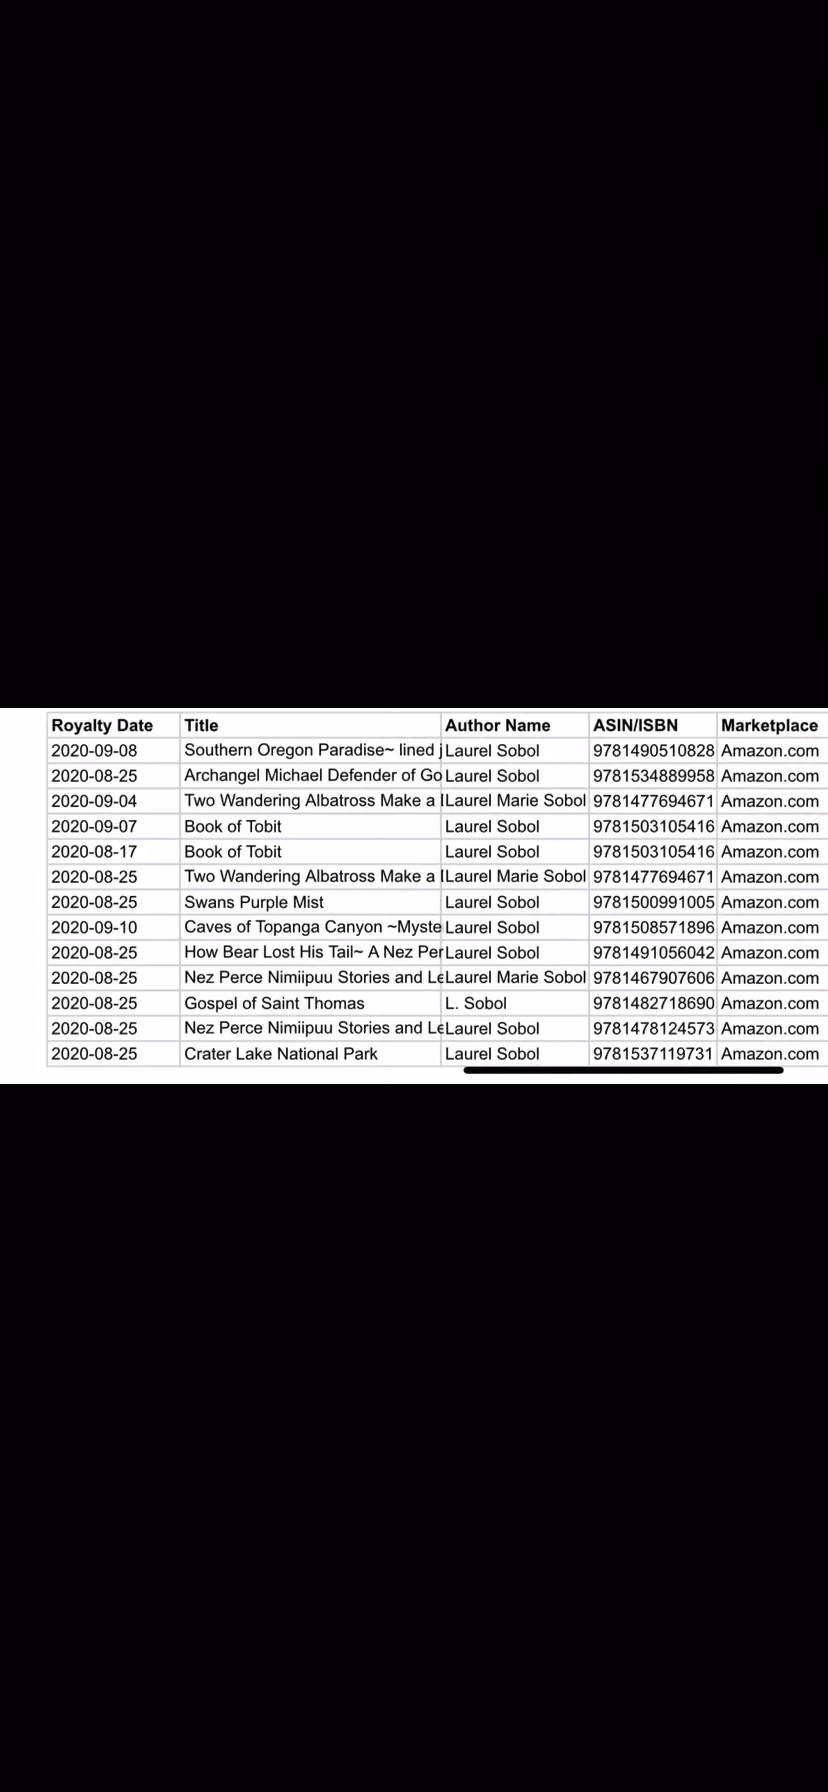 Royalty Date Title Author Name ASIN/ISBN Marketplace
2020-09-08 Southern Oregon Paradise~ lined j Laurel Sobol 9781490510828 Amazon.com
2020-08-25 Archangel Michael Defender of Go Laurel Sobol 9781534889958 Amazon.com
2020-09-04 Two Wandering Albatross Make a Laurel Marie Sobol 9781477694671 Amazon.com
2020-09-07 Book of Tobit Laurel Sobol 9781503105416 Amazon.com
2020-08-17 Book of Tobit Laurel Sobol 9781503105416 Amazon.com
2020-08-25 Two Wandering Albatross Make a Laurel Marie Sobol 9781477694671 Amazon.com
2020-08-25 Swans Purple Mist Laurel Sobol 9781500991005 Amazon.com
2020-09-10 Caves of Topanga Canyon ~Myste Laurel Sobol 9781508571896 Amazon.com
2020-08-25 How Bear Lost His Tail~ A Nez Per Laurel Sobol 9781491056042 Amazon.com
2020-08-25 Nez Perce Nimiipuu Stories and Le Laurel Marie Sobol 9781467907606 Amazon.com
2020-08-25 Gospel of Saint Thomas L. Sobol 9781482718690 Amazon.com
2020-08-25 Nez Perce Nimiipuu Stories and Le Laurel Sobol 9781478124573 Amazon.com
2020-08-25 Crater Lake National Park Laurel Sobol 9781537119731 Amazon.com